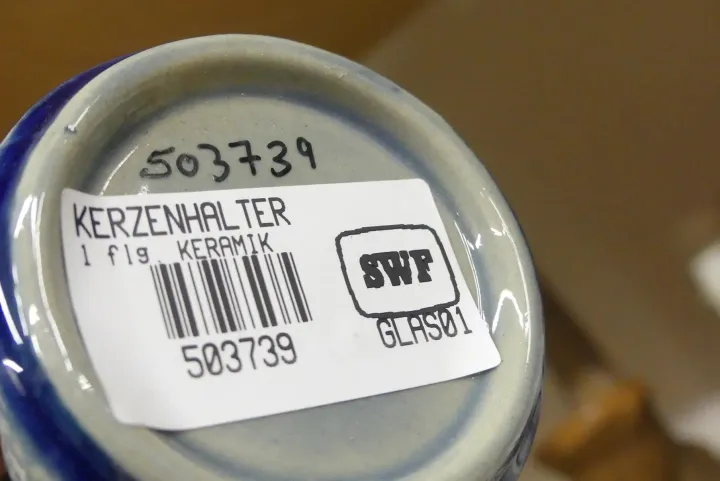 503739
KERZENHALTER
1 flg. KERAMIK
503739
SWF
GLAS01